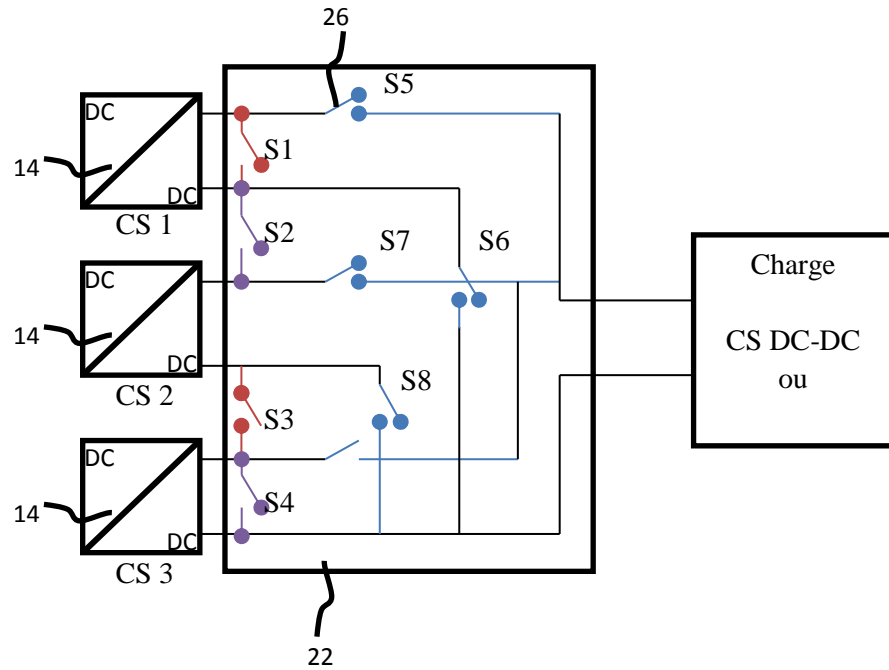 26
DC
S5
14
S1
DC
CS 1
S2
S7
S6
DC
14
DC
CS 2
S8
S3
DC
14
S4
DC
CS 3
22
Charge
CS DC-DC
ou